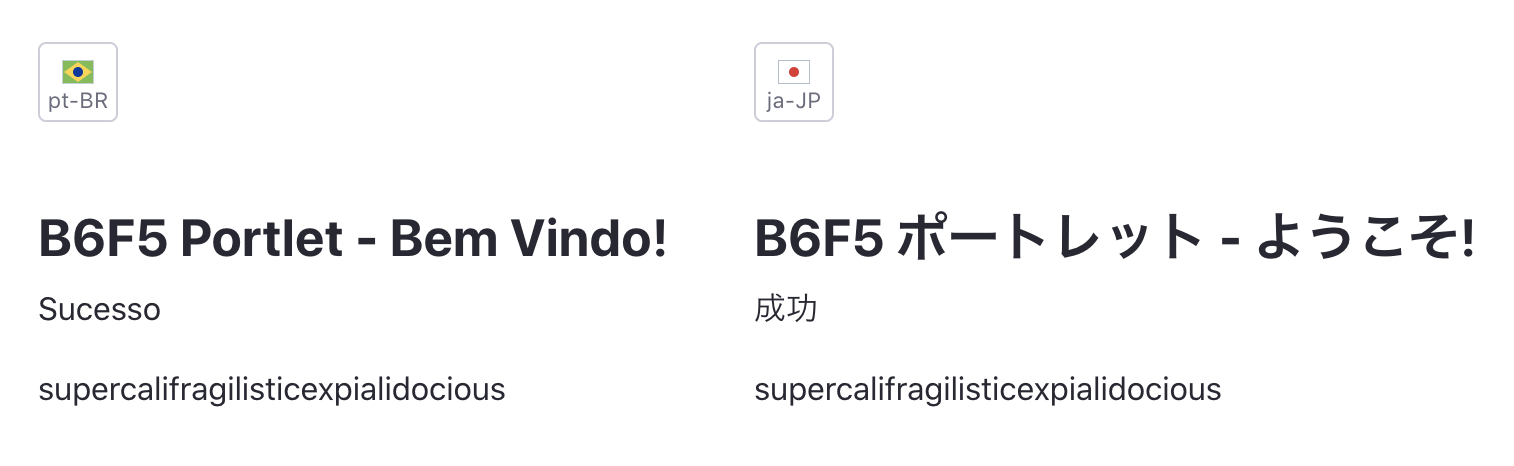 pt-BR
B6F5 Portlet - Bem Vindo!
Sucesso
supercalifragilisticexpialidocious
ja-JP
B6F5 ポートレット - ようこそ!
成功
supercalifragilisticexpialidocious